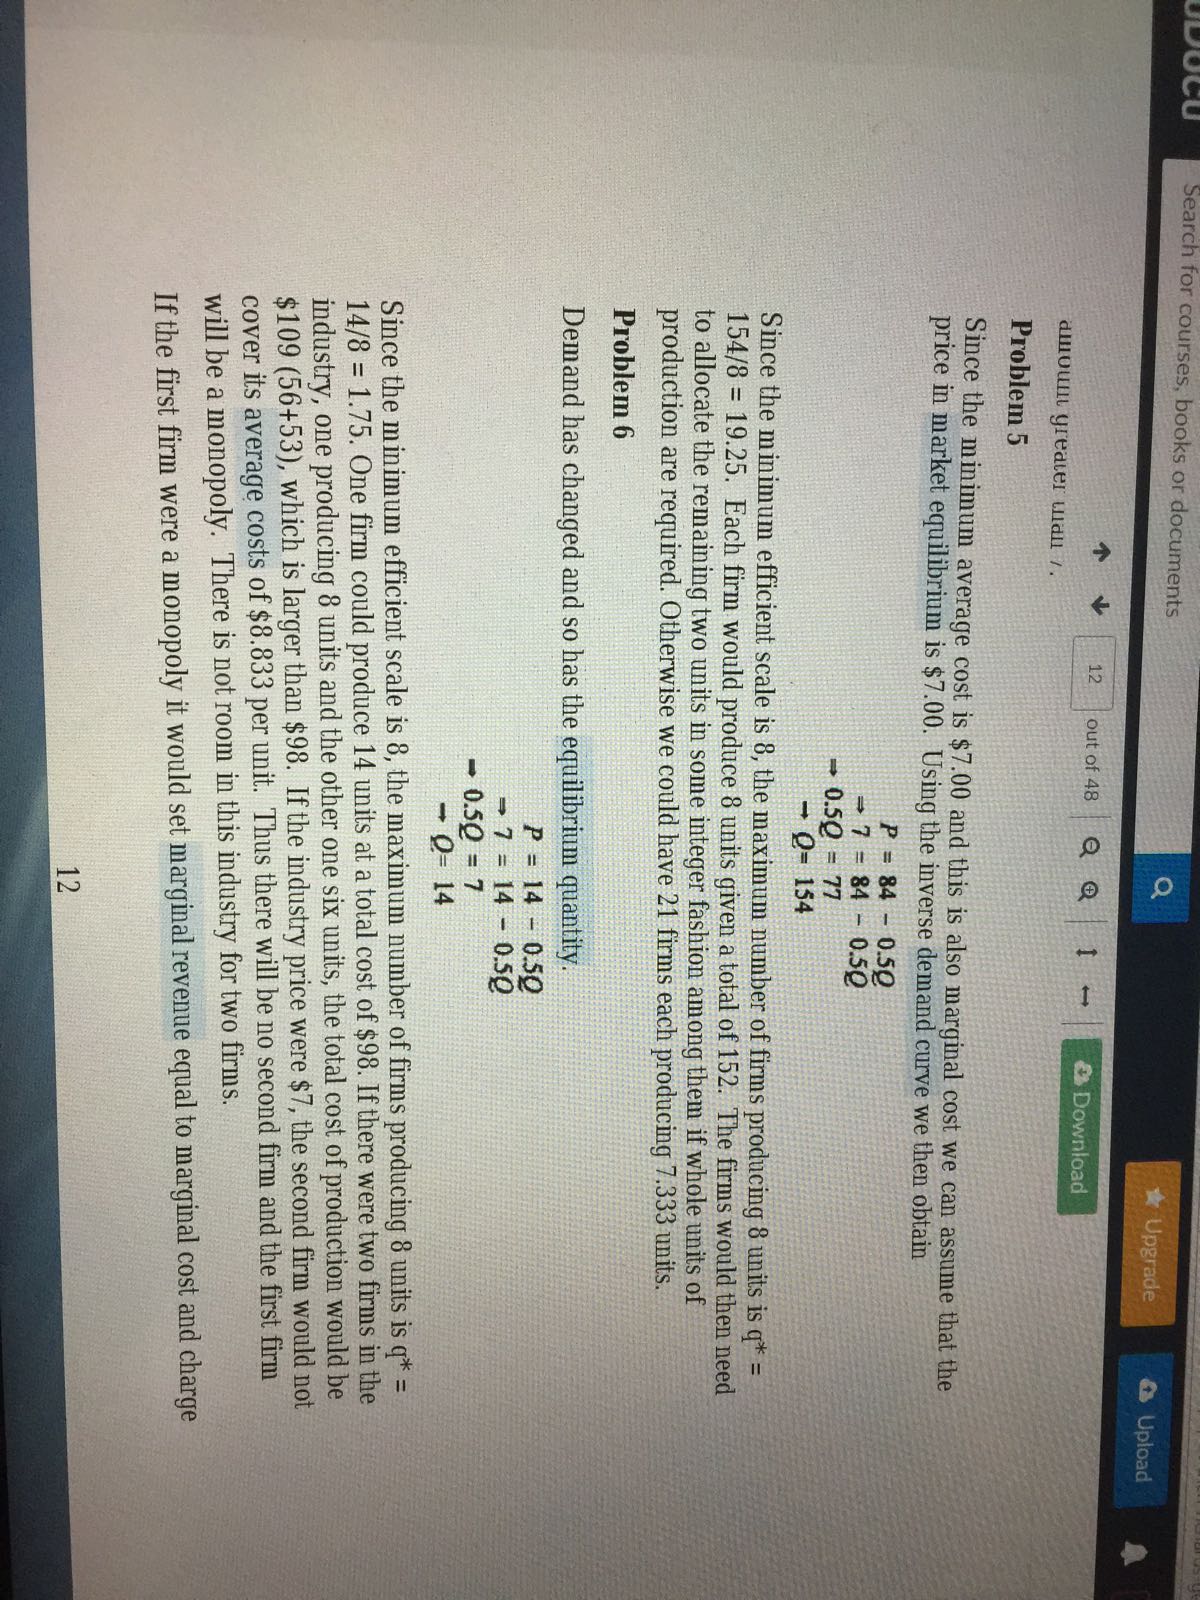 Search for courses, books or documents
Upgrade
Upload
12 out of 48
Download
amount greater than 7.
Problem 5
Since the minimum average cost is $7.00 and this is also marginal cost we can assume that the
price in market equilibrium is $7.00. Using the inverse demand curve we then obtain
P = 84 - 0.5Q
→ 7 = 84 - 0.5Q
→ 0.5Q = 77
→ Q= 154
Since the minimum efficient scale is 8, the maximum number of firms producing 8 units is q* =
154/8 = 19.25. Each firm would produce 8 units given a total of 152. The firms would then need
to allocate the remaining two units in some integer fashion among them if whole units of
production are required. Otherwise we could have 21 firms each producing 7.333 units.
Problem 6
Demand has changed and so has the equilibrium quantity.
P = 14 - 0.5Q
→ 7 = 14 - 0.5Q
→ 0.5Q = 7
→ Q= 14
Since the minimum efficient scale is 8, the maximum number of firms producing 8 units is q* =
14/8 = 1.75. One firm could produce 14 units at a total cost of $98. If there were two firms in the
industry, one producing 8 units and the other one six units, the total cost of production would be
$109 (56+53), which is larger than $98. If the industry price were $7, the second firm would not
cover its average costs of $8.833 per unit. Thus there will be no second firm and the first firm
will be a monopoly. There is not room in this industry for two firms.
If the first firm were a monopoly it would set marginal revenue equal to marginal cost and charge
12